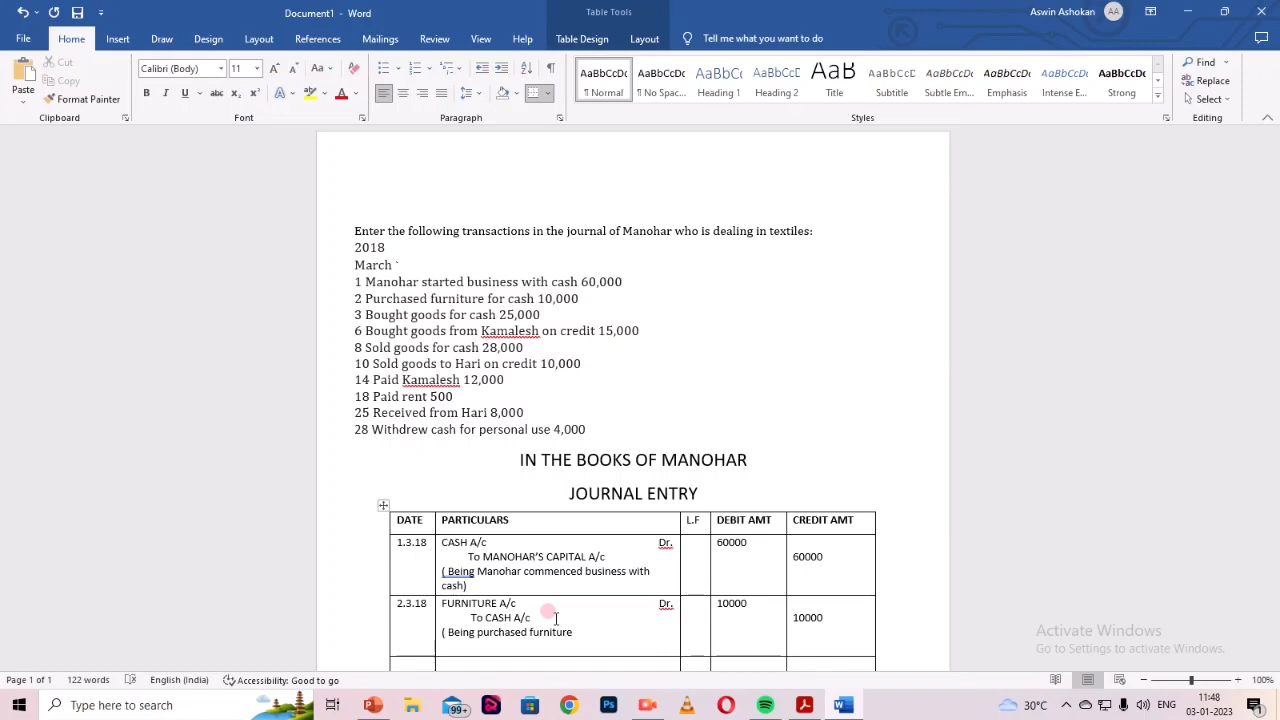 Table Tools
Document1 - Word
Aswin Ashokan AA
File Home Insert Draw Design Layout References Mailings Review View Help Table Design Layout Tell me what you want to do
Cut
Copy
Format Painter
Paste
Calibri (Body) 11
AaBbCcDc AaBbCcDc AaBbCc AaBbCcD AaB AaBbCcD AaBbCcDc AaBbCcDc AaBbCcDc AaBbCcDc
¶ Normal ¶ No Spac... Heading 1 Heading 2 Title Subtitle Subtle Em... Emphasis Intense E... Strong
Find
Replace
Select
Clipboard Font Paragraph Styles Editing
Enter the following transactions in the journal of Manohar who is dealing in textiles:
2018
March `
1 Manohar started business with cash 60,000
2 Purchased furniture for cash 10,000
3 Bought goods for cash 25,000
6 Bought goods from Kamalesh on credit 15,000
8 Sold goods for cash 28,000
10 Sold goods to Hari on credit 10,000
14 Paid Kamalesh 12,000
18 Paid rent 500
25 Received from Hari 8,000
28 Withdrew cash for personal use 4,000
IN THE BOOKS OF MANOHAR
JOURNAL ENTRY
DATE PARTICULARS L.F DEBIT AMT CREDIT AMT
1.3.18 CASH A/c Dr. 60000
To MANOHAR'S CAPITAL A/c 60000
( Being Manohar commenced business with
cash)
2.3.18 FURNITURE A/c Dr. 10000
To CASH A/c 10000
( Being purchased furniture
Activate Windows
Go to Settings to activate Windows.
Page 1 of 1 122 words English (India) Accessibility: Good to go 100%
Type here to search
99+
30°C
11:48
03-01-2023